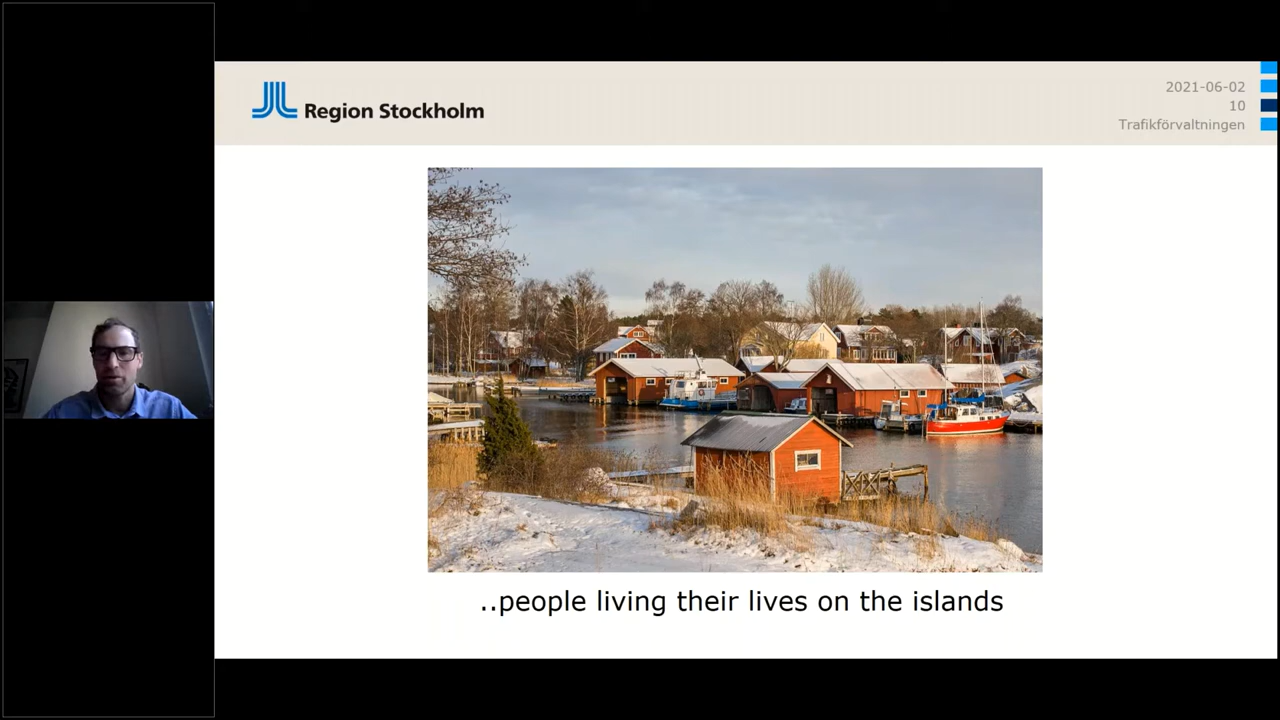 Region Stockholm
2021-06-02
10
Trafikförvaltningen
..people living their lives on the islands